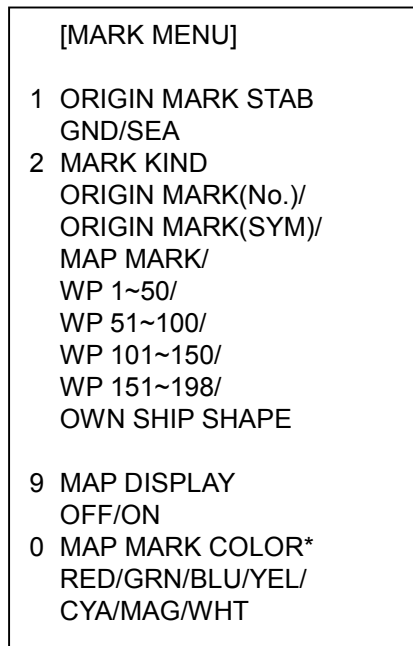 [MARK MENU]
1 ORIGIN MARK STAB
GND/SEA
2 MARK KIND
ORIGIN MARK(No.)/
ORIGIN MARK(SYM)/
MAP MARK/
WP 1~50/
WP 51~100/
WP 101~150/
WP 151~198/
OWN SHIP SHAPE
9 MAP DISPLAY
OFF/ON
0 MAP MARK COLOR*
RED/GRN/BLU/YEL/
CYA/MAG/WHT